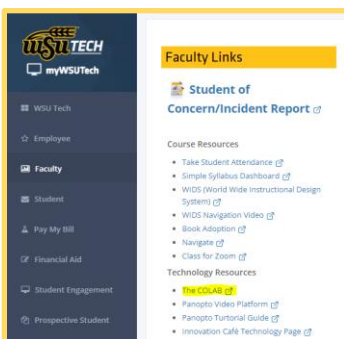 WSU TECH
myWSUTech
WSU Tech
Employee
Faculty
Student
Pay My Bill
Financial Aid
Student Engagement
Prospective Student
Faculty Links
Student of
Concern/Incident Report
Course Resources
Take Student Attendance
Simple Syllabus Dashboard
WIDS (World Wide Instructional Design
System)
WIDS Navigation Video
Book Adoption
Navigate
Class for Zoom
Technology Resources
The COLAB
Panopto Video Platform
Panopto Turtorial Guide
Innovation Café Technology Page